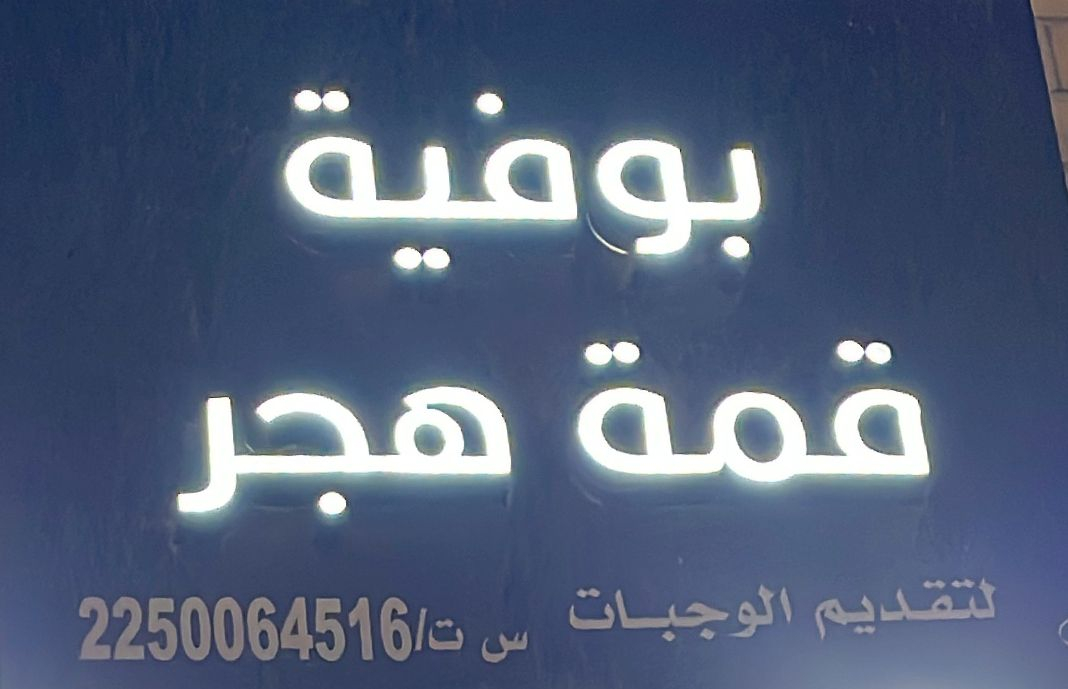 بوفية
قمة هجر
لتقديم الوجبات س ت/2250064516